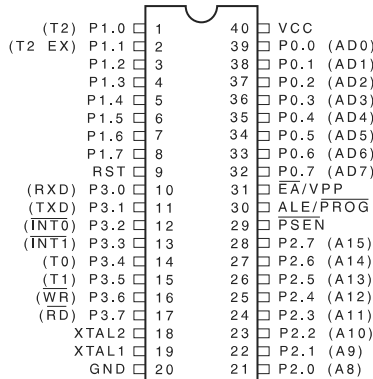 (T2) P1.0 1 40 VCC
(T2 EX) P1.1 2 39 P0.0 (AD0)
P1.2 3 38 P0.1 (AD1)
P1.3 4 37 P0.2 (AD2)
P1.4 5 36 P0.3 (AD3)
P1.5 6 35 P0.4 (AD4)
P1.6 7 34 P0.5 (AD5)
P1.7 8 33 P0.6 (AD6)
RST 9 32 P0.7 (AD7)
(RXD) P3.0 10 31 E̅A̅/VPP
(TXD) P3.1 11 30 ALE/P̅R̅O̅G̅
(I̅N̅T̅0̅) P3.2 12 29 P̅S̅E̅N̅
(I̅N̅T̅1̅) P3.3 13 28 P2.7 (A15)
(T0) P3.4 14 27 P2.6 (A14)
(T1) P3.5 15 26 P2.5 (A13)
(W̅R̅) P3.6 16 25 P2.4 (A12)
(R̅D̅) P3.7 17 24 P2.3 (A11)
XTAL2 18 23 P2.2 (A10)
XTAL1 19 22 P2.1 (A9)
GND 20 21 P2.0 (A8)